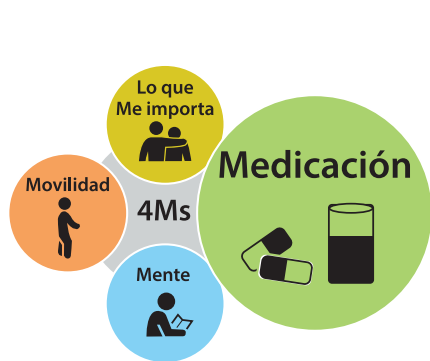 Lo que
Me importa
Medicación
Movilidad
4Ms
Mente